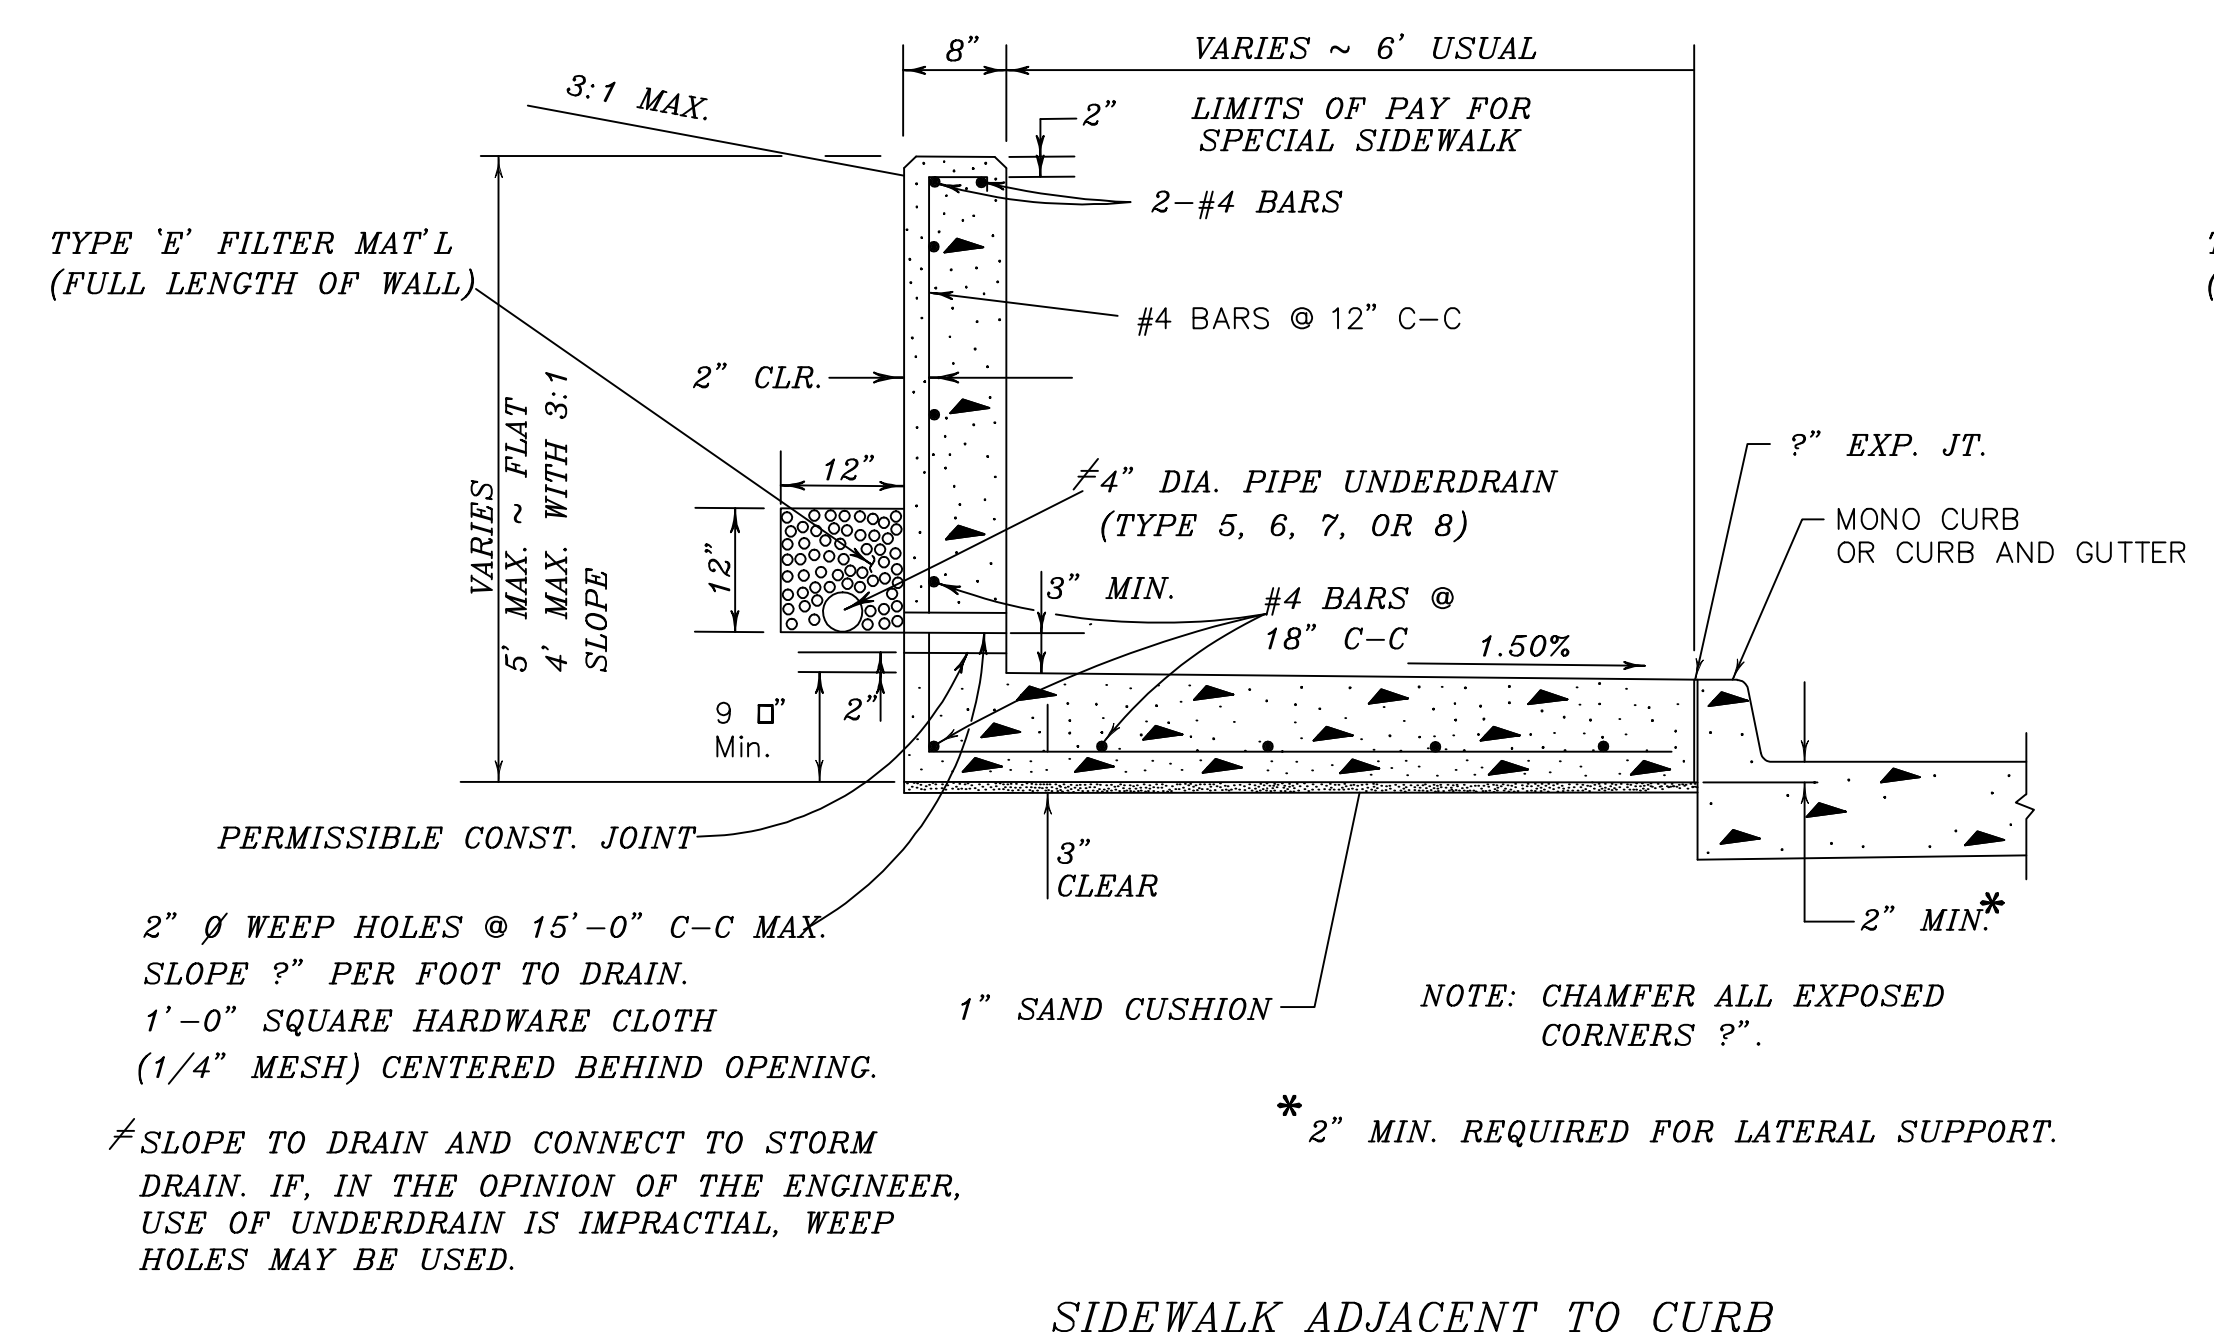 8"
VARIES ~ 6' USUAL
3:1 MAX.
2"
LIMITS OF PAY FOR
SPECIAL SIDEWALK
2-#4 BARS
TYPE 'E' FILTER MAT'L
(FULL LENGTH OF WALL)
#4 BARS @ 12" C-C
2" CLR.
VARIES
5' MAX. ~ FLAT
4' MAX. WITH 3:1
SLOPE
12"
12"
≠4" DIA. PIPE UNDERDRAIN
(TYPE 5, 6, 7, OR 8)
?" EXP. JT.
MONO CURB
OR CURB AND GUTTER
3" MIN.
#4 BARS @
18" C-C
1.50%
9 □"
Min.
2"
PERMISSIBLE CONST. JOINT
3"
CLEAR
2" MIN.*
2" Ø WEEP HOLES @ 15'-0" C-C MAX.
SLOPE ?" PER FOOT TO DRAIN.
1'-0" SQUARE HARDWARE CLOTH
(1/4" MESH) CENTERED BEHIND OPENING.
1" SAND CUSHION
NOTE: CHAMFER ALL EXPOSED
CORNERS ?".
* 2" MIN. REQUIRED FOR LATERAL SUPPORT.
≠ SLOPE TO DRAIN AND CONNECT TO STORM
DRAIN. IF, IN THE OPINION OF THE ENGINEER,
USE OF UNDERDRAIN IS IMPRACTIAL, WEEP
HOLES MAY BE USED.
SIDEWALK ADJACENT TO CURB